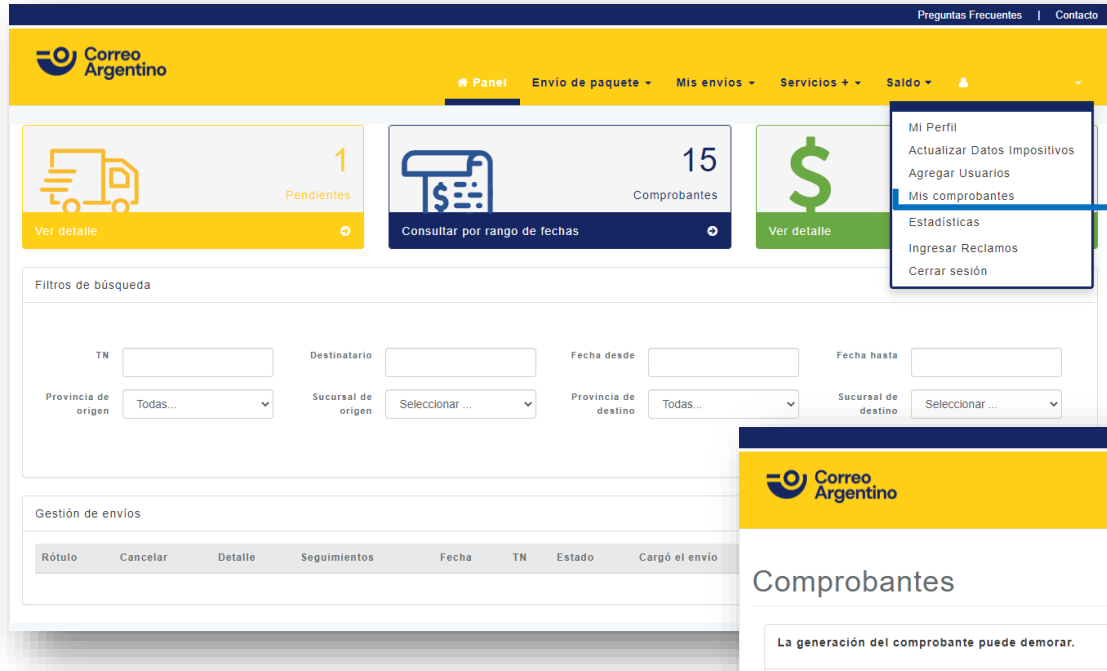 Preguntas Frecuentes | Contacto
Correo
Argentino
Panel Envío de paquete Mis envíos Servicios + Saldo
Mi Perfil
Actualizar Datos Impositivos
Agregar Usuarios
Mis comprobantes
Estadísticas
Ingresar Reclamos
Cerrar sesión
1
Pendientes
Ver detalle
15
Comprobantes
Consultar por rango de fechas
Ver detalle
Filtros de búsqueda
TN Destinatario Fecha desde Fecha hasta
Provincia de origen Todas... Sucursal de origen Seleccionar ... Provincia de destino Todas... Sucursal de destino Seleccionar ...
Gestión de envíos
Rótulo Cancelar Detalle Seguimientos Fecha TN Estado Cargó el envío
Correo
Argentino
Comprobantes
La generación del comprobante puede demorar.